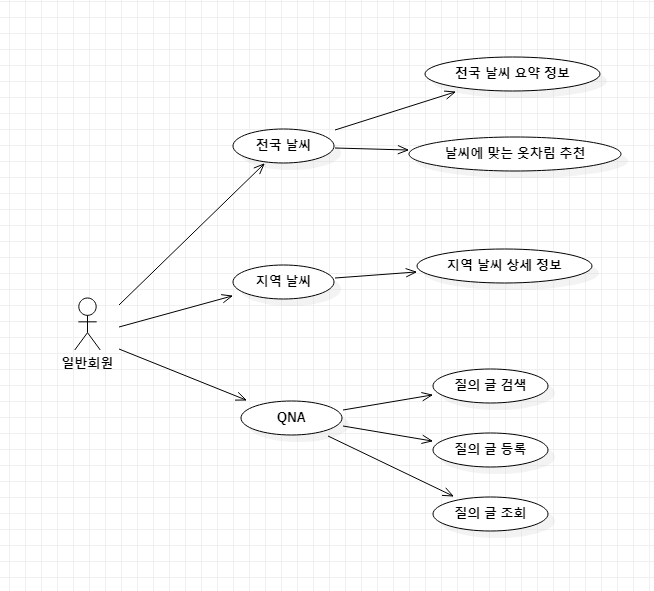 전국 날씨 요약 정보
전국 날씨
날씨에 맞는 옷차림 추천
지역 날씨
지역 날씨 상세 정보
일반회원
QNA
질의 글 검색
질의 글 등록
질의 글 조회